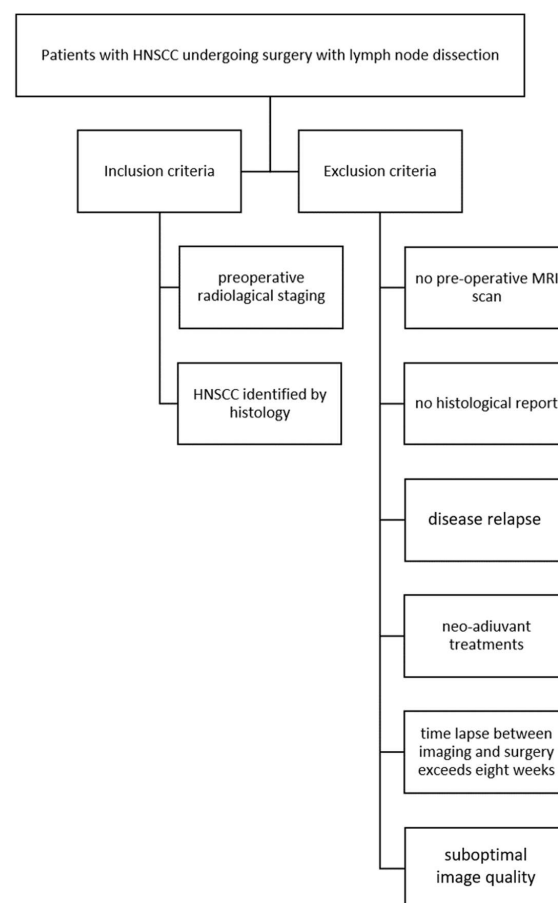 Patients with HNSCC undergoing surgery with lymph node dissection
Inclusion criteria
Exclusion criteria
preoperative
radiolagical staging
HNSCC identified by
histology
no pre-operative MRI
scan
no histological report
disease relapse
neo-adiuvant
treatments
time lapse between
imaging and surgery
exceeds eight weeks
suboptimal
image quality